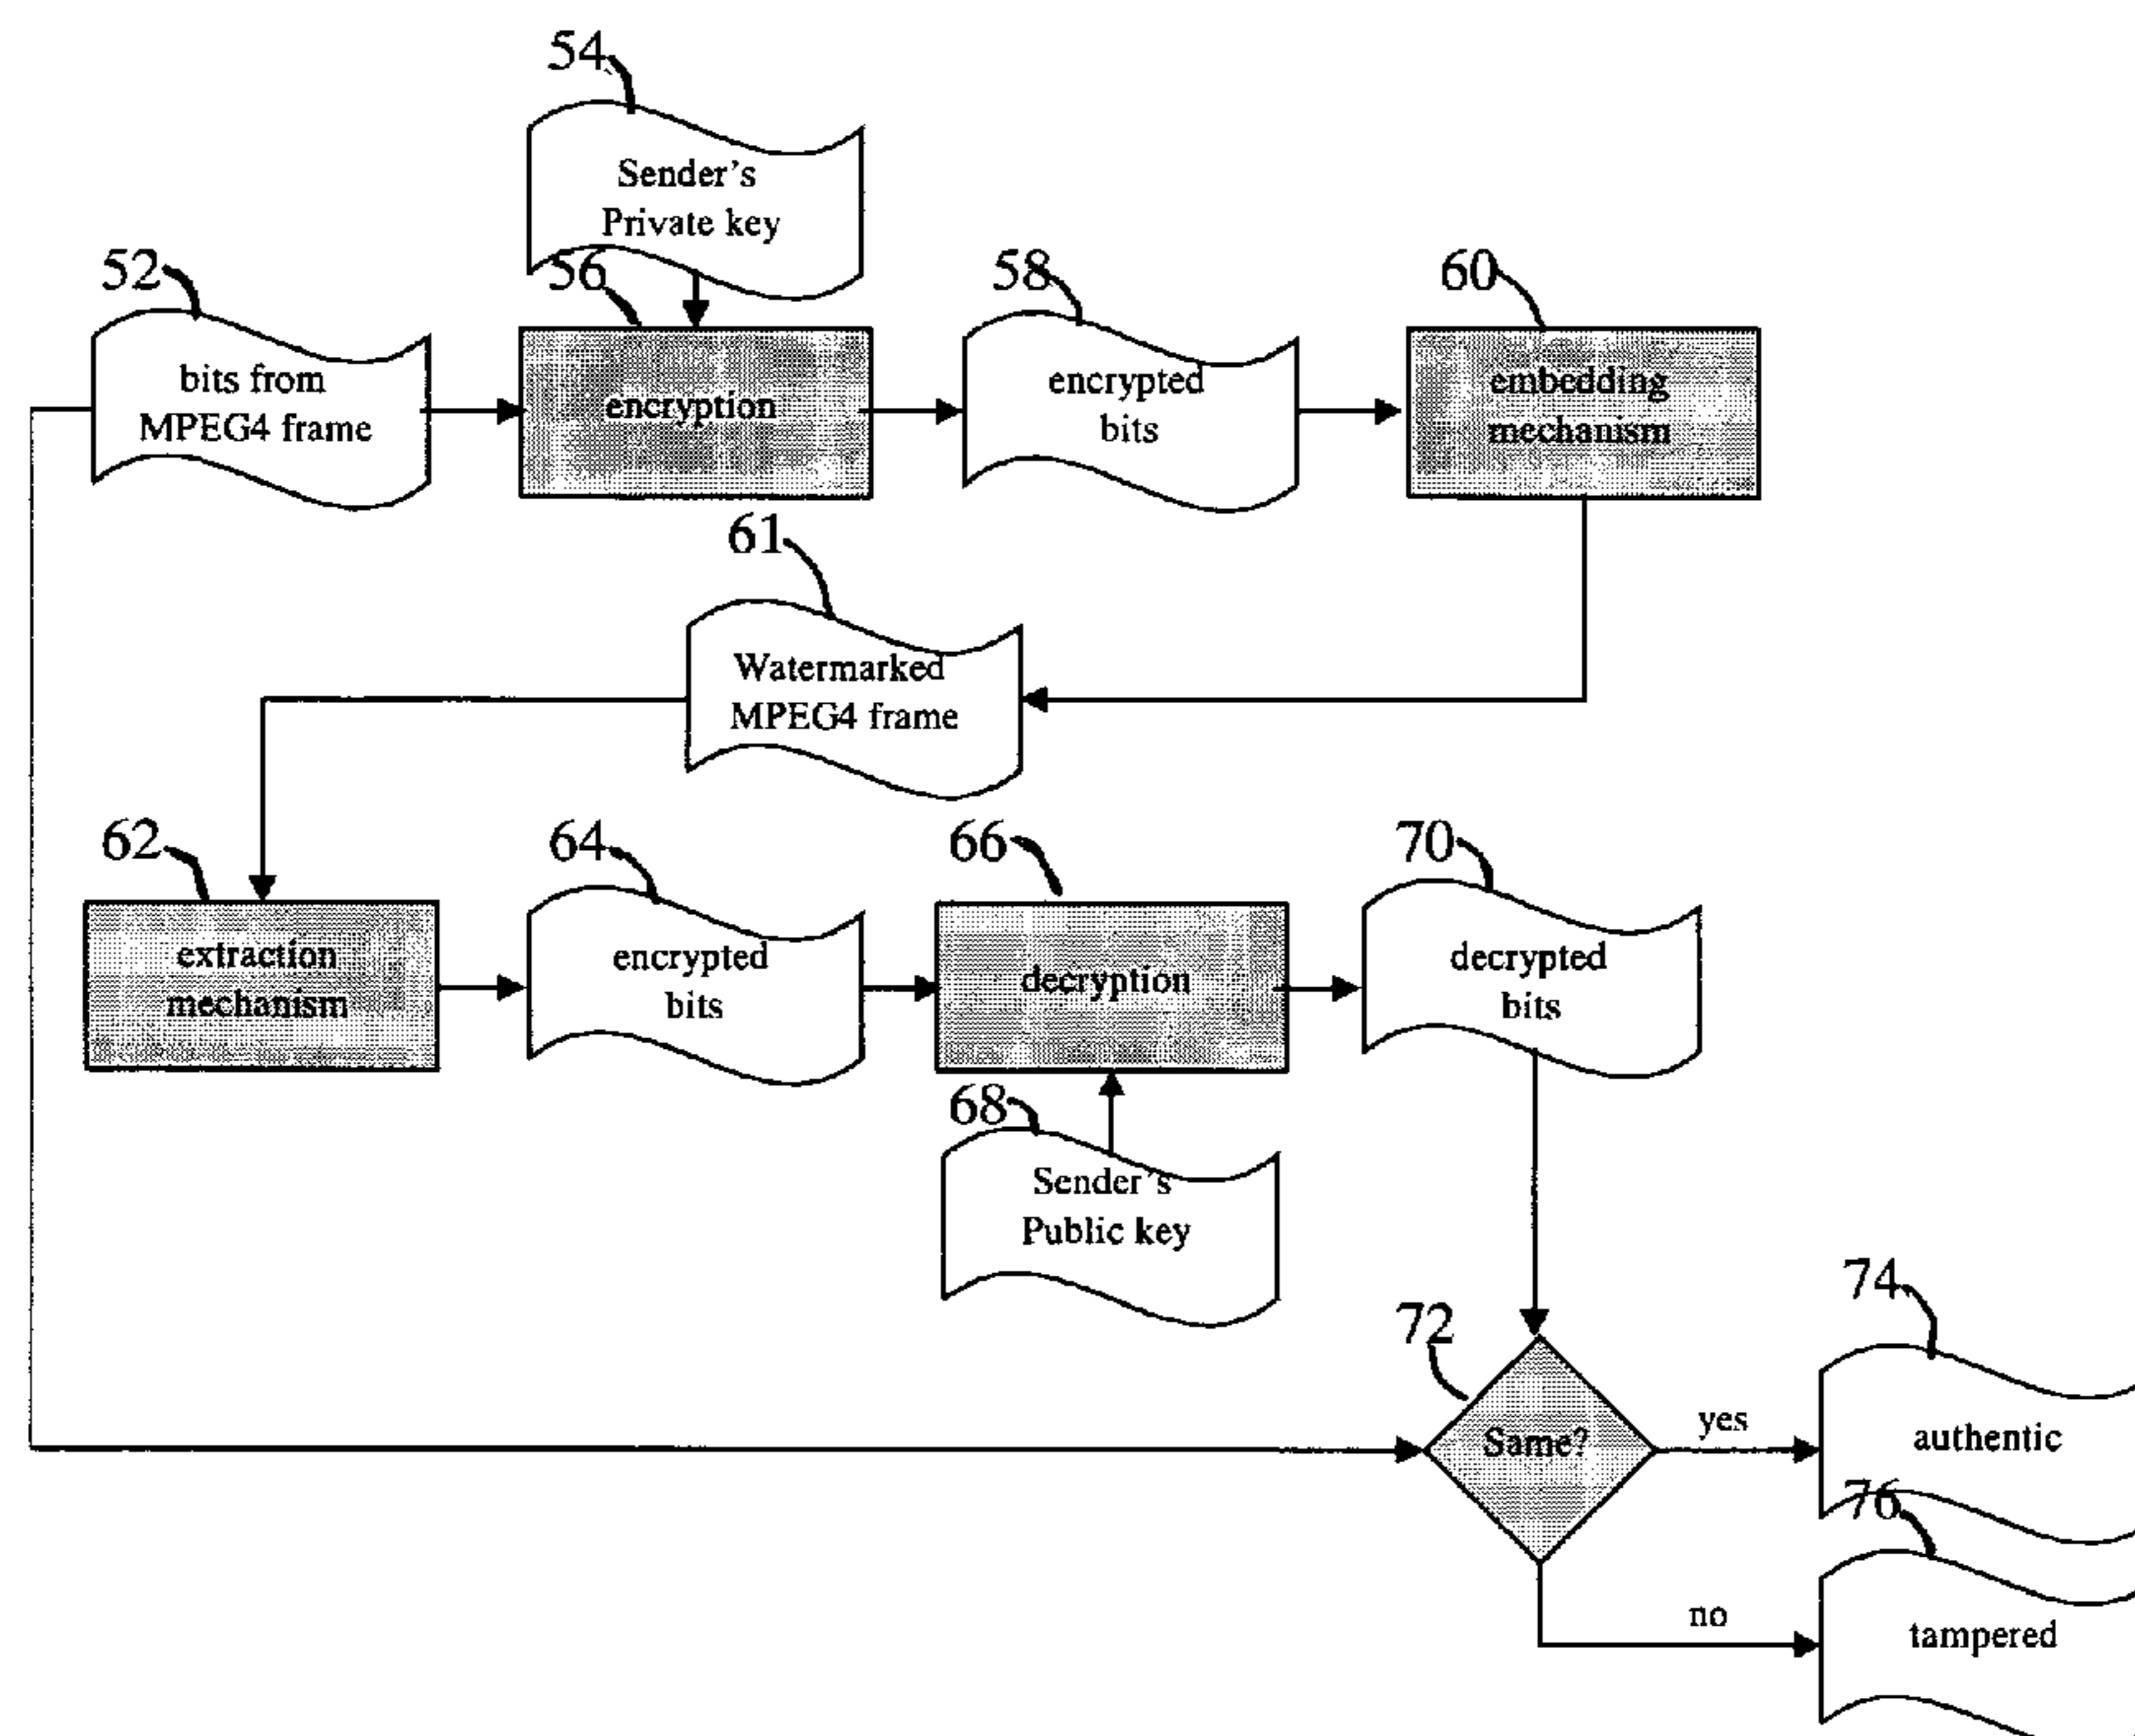 54
Sender's
Private key
52
56
58
60
bits from
MPEG4 frame
encryption
encrypted
bits
embedding
mechanism
61
Watermarked
MPEG4 frame
62
64
66
70
extraction
mechanism
encrypted
bits
decryption
decrypted
bits
68
Sender's
Public key
72
74
Same?
yes
authentic
76
no
tampered